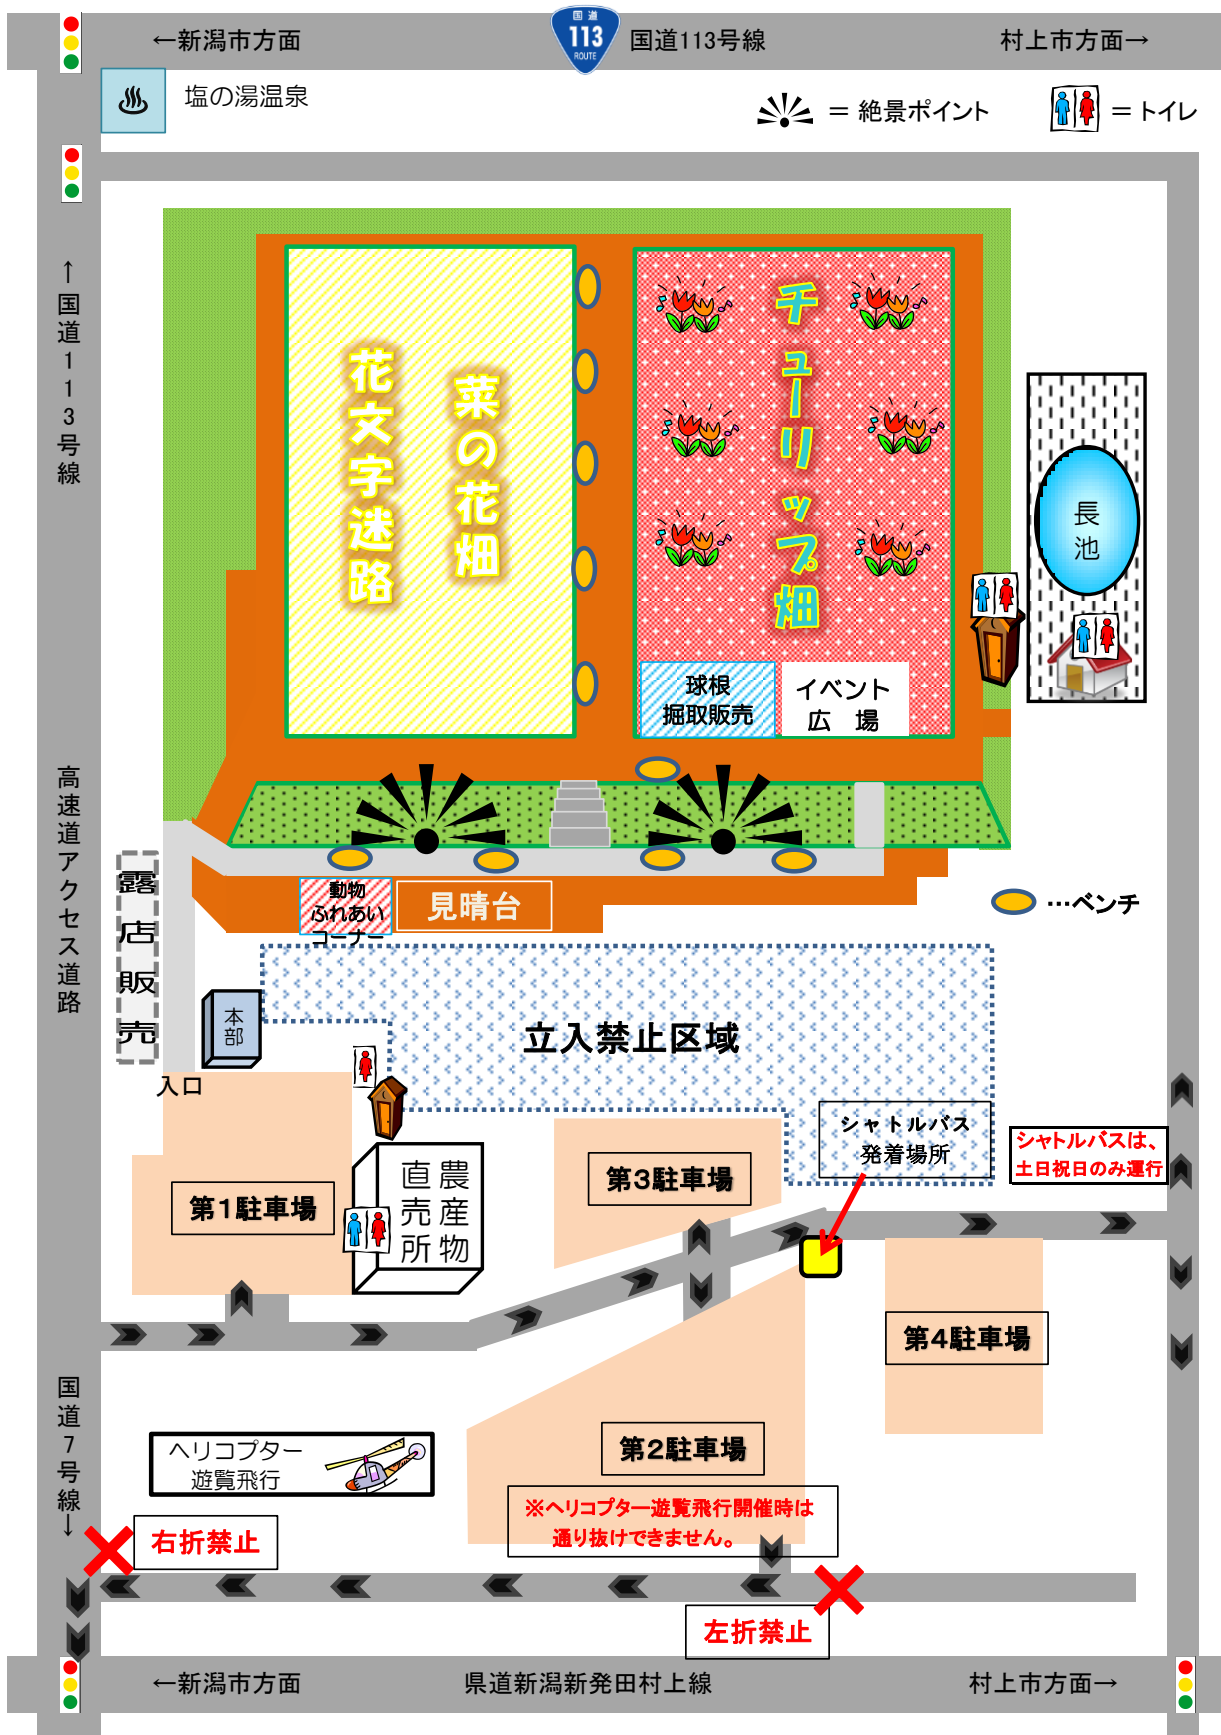 ←新潟市方面
国道
113
ROUTE
国道113号線
村上市方面→
塩の湯温泉
＝絶景ポイント
＝トイレ
↑国道113号線
花文字迷路
菜の花畑
チューリップ畑
長池
球根
掘取販売
イベント
広　場
高速道アクセス道路
露店販売
動物
ふれあい
コーナー
見晴台
…ベンチ
本部
立入禁止区域
入口
シャトルバス
発着場所
シャトルバスは、
土日祝日のみ運行
第1駐車場
農産物
直売所
第3駐車場
第4駐車場
国道7号線↓
ヘリコプター
遊覧飛行
第2駐車場
※ヘリコプター遊覧飛行開催時は
通り抜けできません。
右折禁止
左折禁止
←新潟市方面
県道新潟新発田村上線
村上市方面→